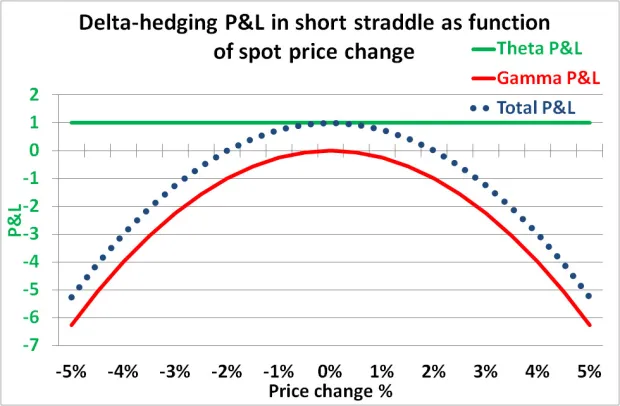 Delta-hedging P&L in short straddle as function
of spot price change
Theta P&L
Gamma P&L
Total P&L
2
1
0
-1
-2
-3
-4
-5
-6
-7
P&L
-5% -4% -3% -2% -1% 0% 1% 2% 3% 4% 5%
Price change %